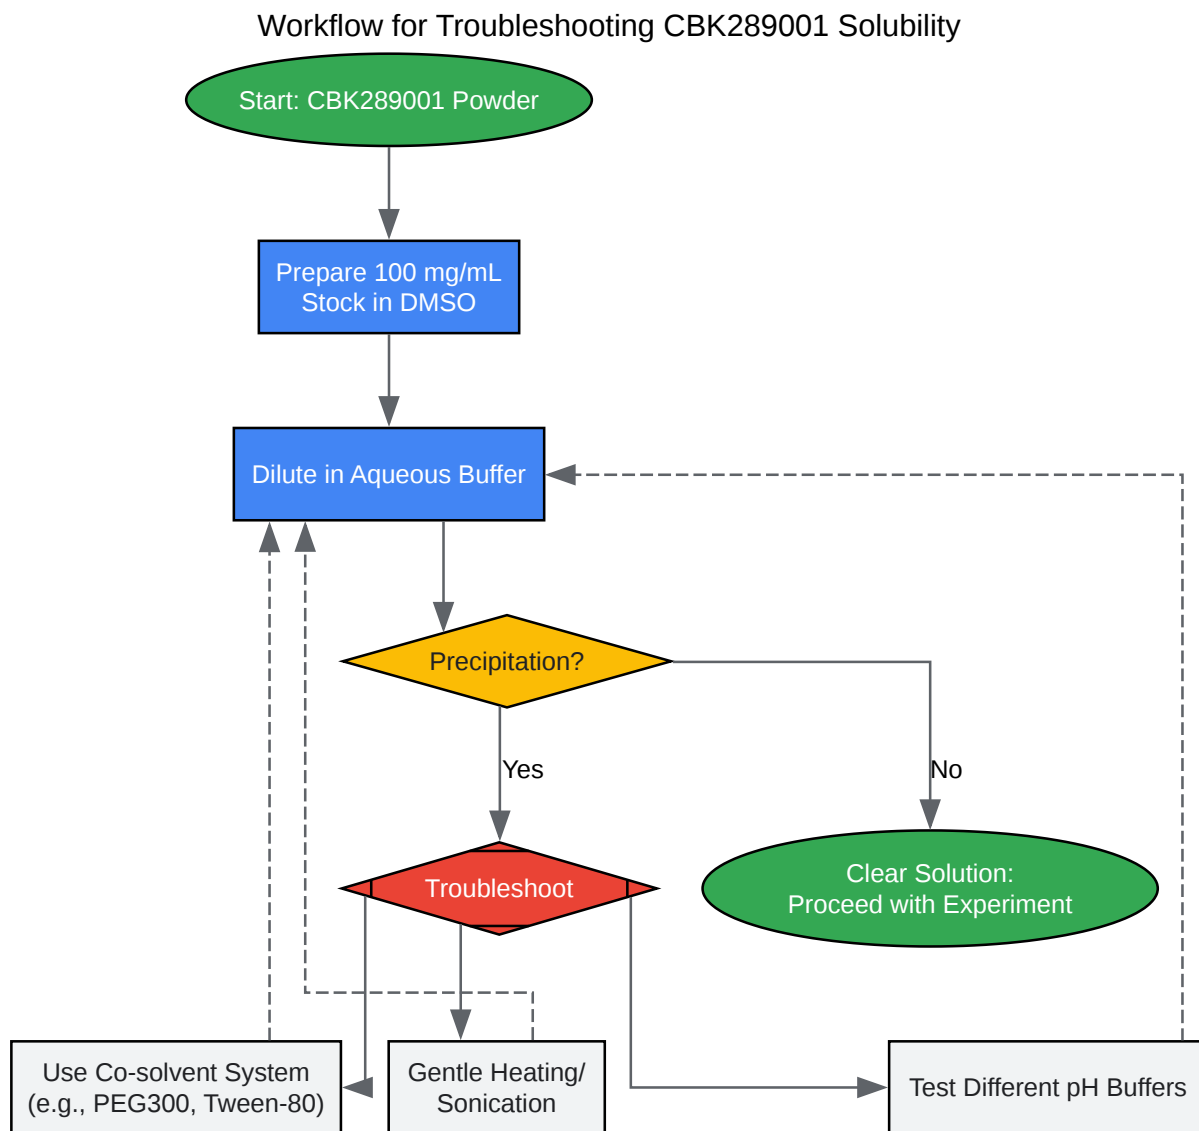 Workflow for Troubleshooting CBK289001 Solubility
Start: CBK289001 Powder
Prepare 100 mg/mL
Stock in DMSO
Dilute in Aqueous Buffer
Precipitation?
Yes
No
Troubleshoot
Clear Solution:
Proceed with Experiment
Use Co-solvent System
(e.g., PEG300, Tween-80)
Gentle Heating/
Sonication
Test Different pH Buffers